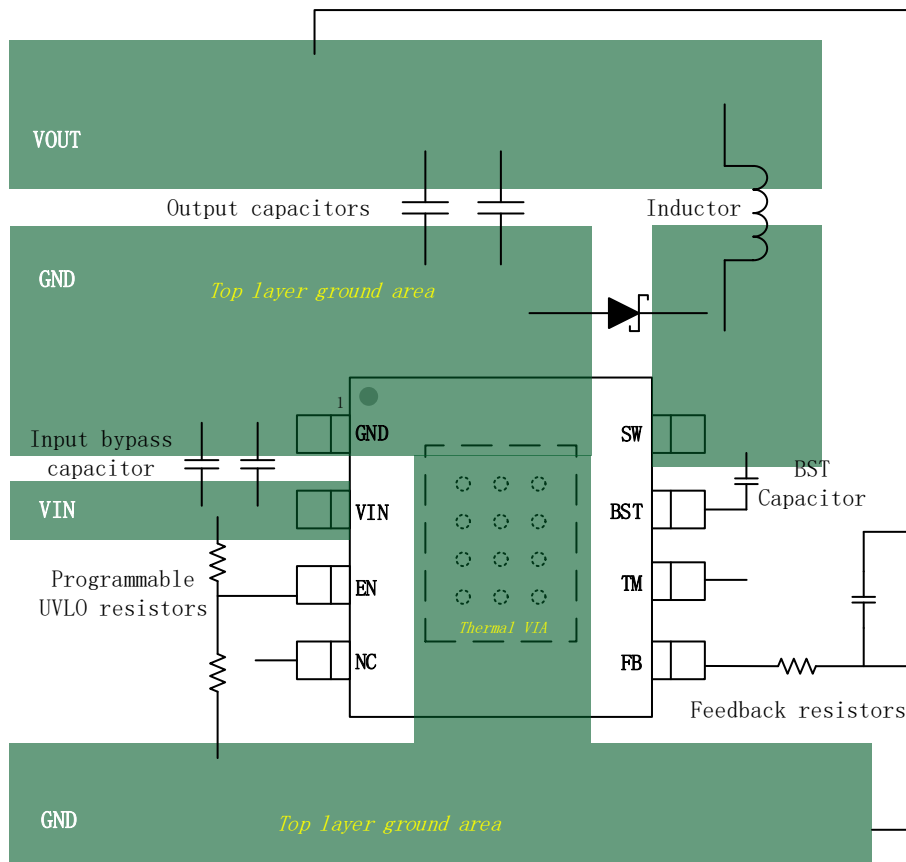 VOUT
Output capacitors
Inductor
GND
Top layer ground area
1
GND
SW
Input bypass
capacitor
BST
Capacitor
VIN
VIN
BST
Programmable
UVLO resistors
EN
TM
Thermal VIA
NC
FB
Feedback resistors
GND
Top layer ground area